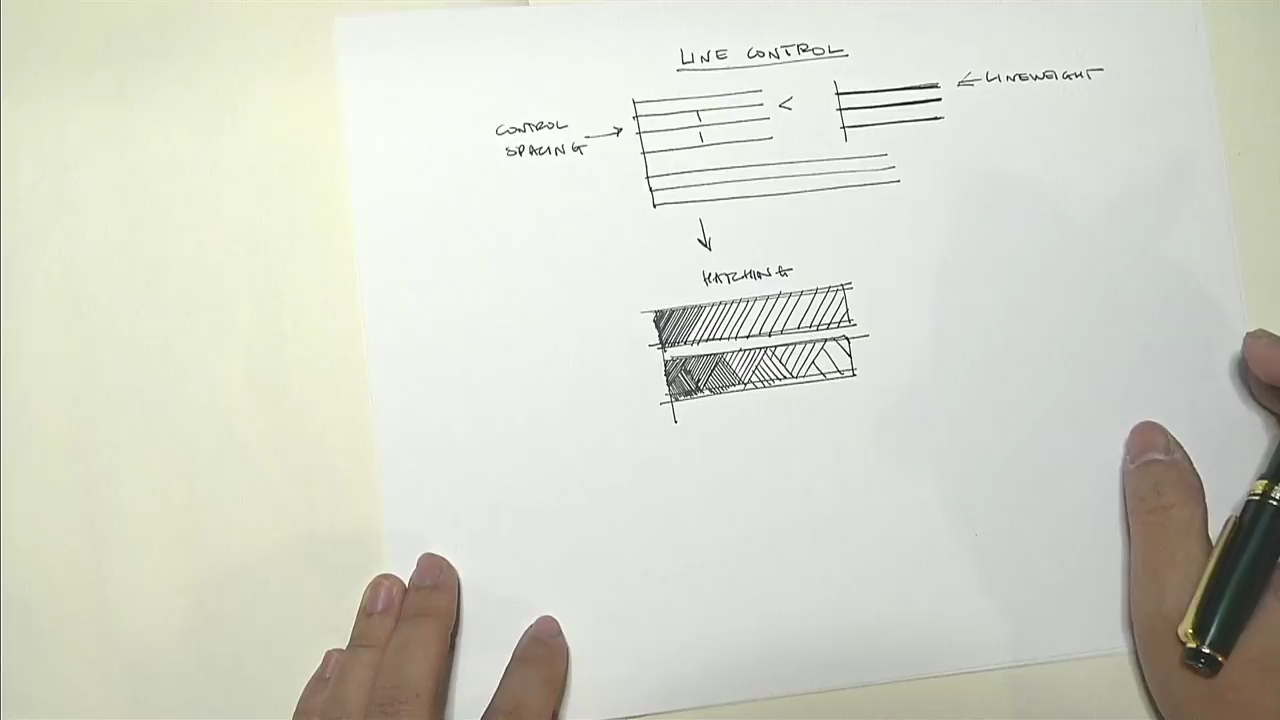 LINE CONTROL
<
← LINEWEIGHT
CONTROL
SPACING →
HATCHING